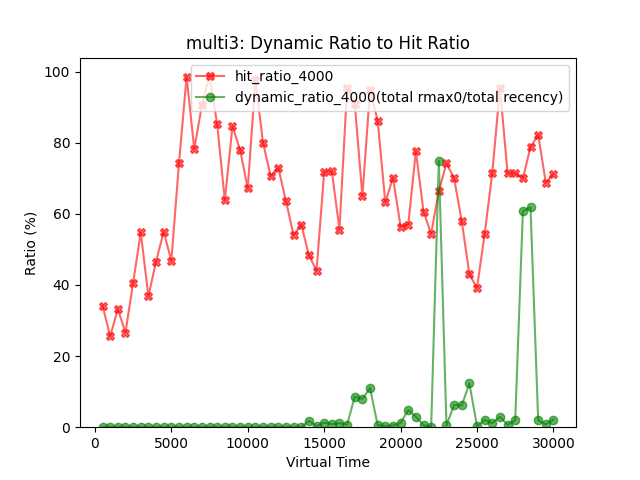 multi3: Dynamic Ratio to Hit Ratio
hit_ratio_4000
dynamic_ratio_4000(total rmax0/total recency)
Ratio (%)
100
80
60
40
20
0
0 5000 10000 15000 20000 25000 30000
Virtual Time